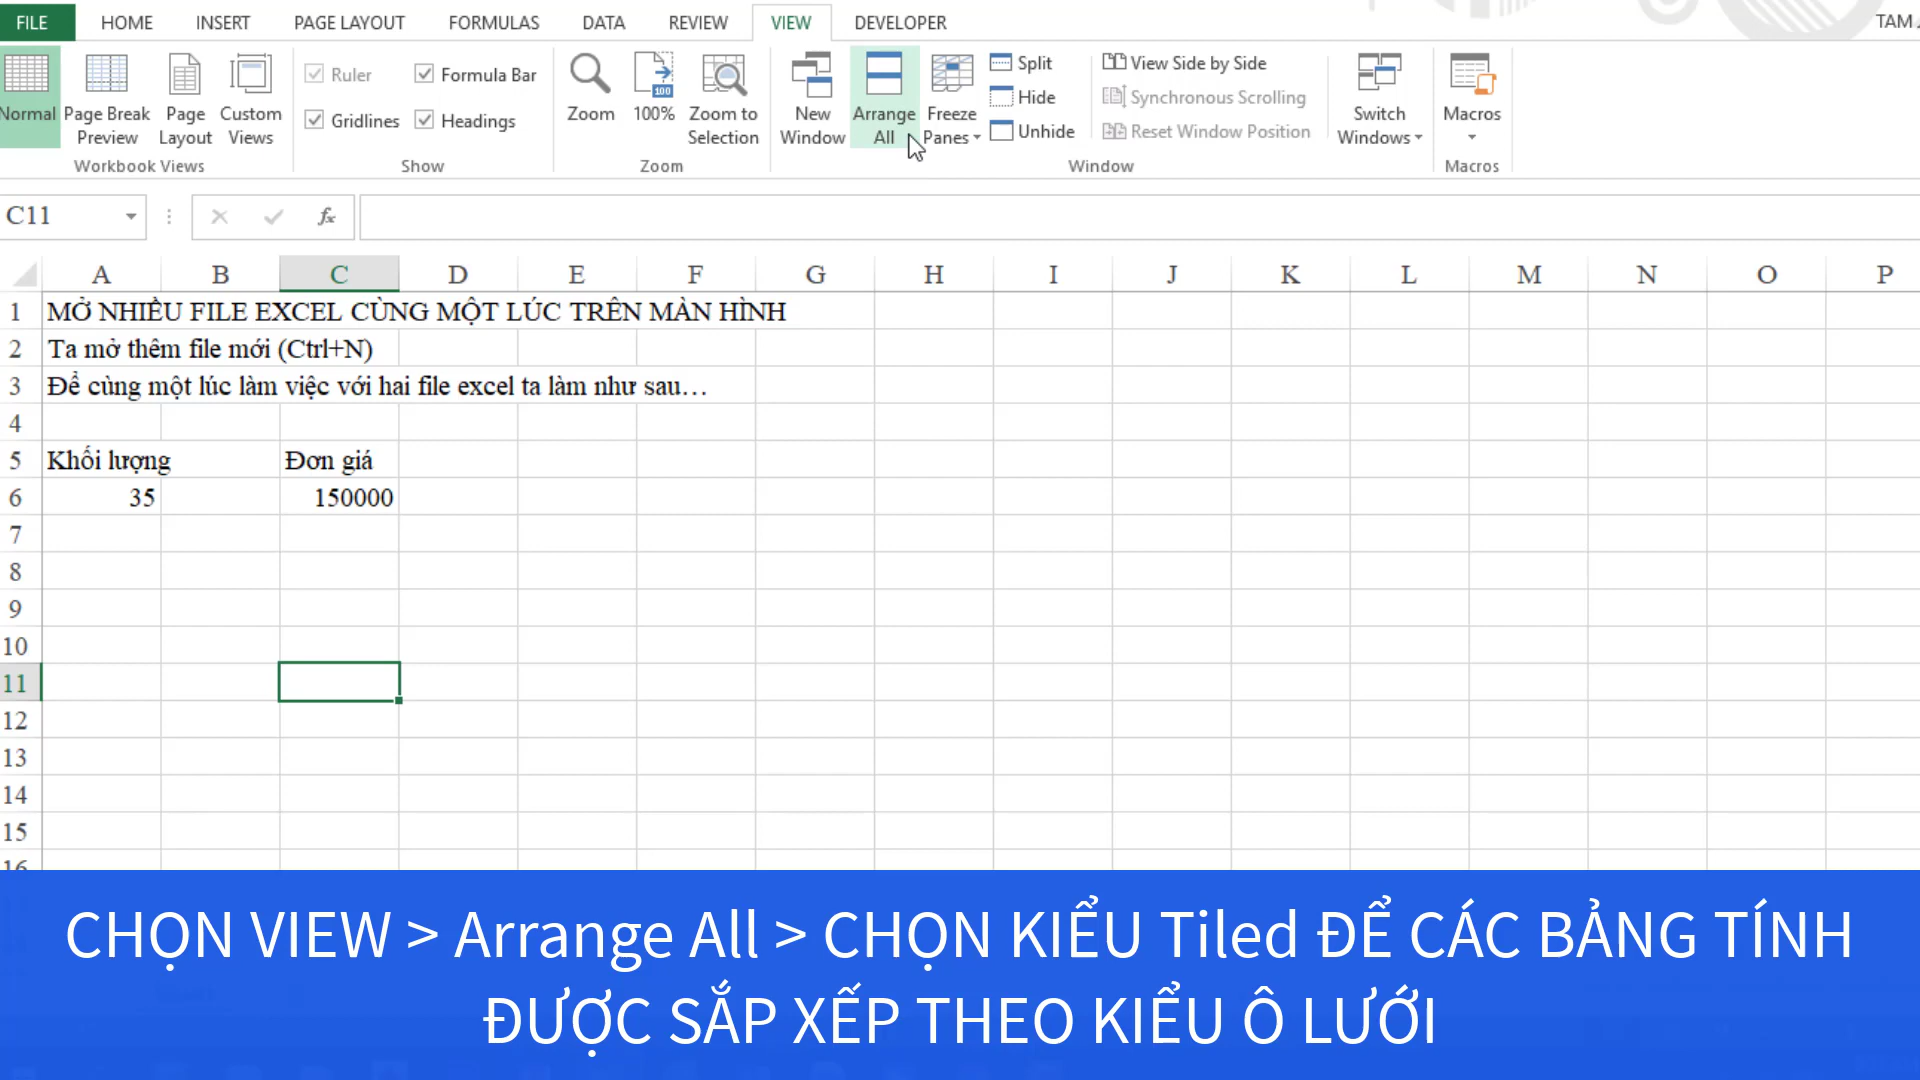 FILE HOME INSERT PAGE LAYOUT FORMULAS DATA REVIEW VIEW DEVELOPER TAM
Normal Page Break Preview Page Layout Custom Views
Workbook Views
Ruler Formula Bar
Gridlines Headings
Show
Zoom 100% Zoom to Selection
100
Zoom
New Window Arrange All Freeze Panes
Split
Hide
Unhide
View Side by Side
Synchronous Scrolling
Reset Window Position
Switch Windows
Window
Macros
Macros
C11 fx
A B C D E F G H I J K L M N O P
1 MỞ NHIỀU FILE EXCEL CÙNG MỘT LÚC TRÊN MÀN HÌNH
2 Ta mở thêm file mới (Ctrl+N)
3 Để cùng một lúc làm việc với hai file excel ta làm như sau…
4
5 Khối lượng Đơn giá
6 35 150000
7
8
9
10
11
12
13
14
15
16
CHỌN VIEW > Arrange All > CHỌN KIỂU Tiled ĐỂ CÁC BẢNG TÍNH
ĐƯỢC SẮP XẾP THEO KIỂU Ô LƯỚI